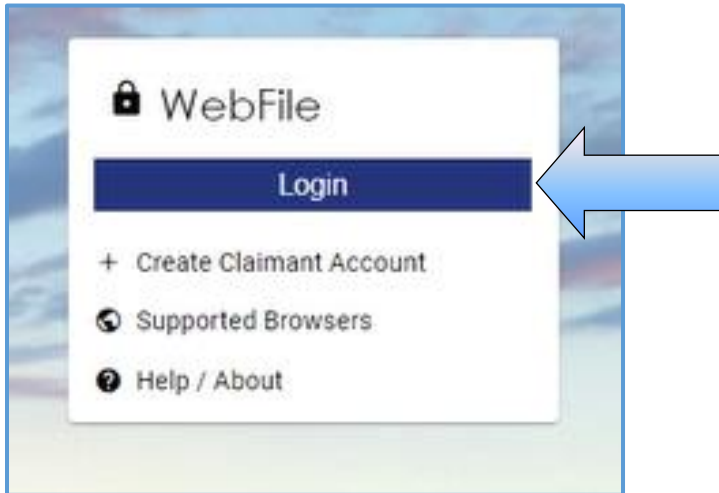 WebFile
Login
+ Create Claimant Account
Supported Browsers
Help / About